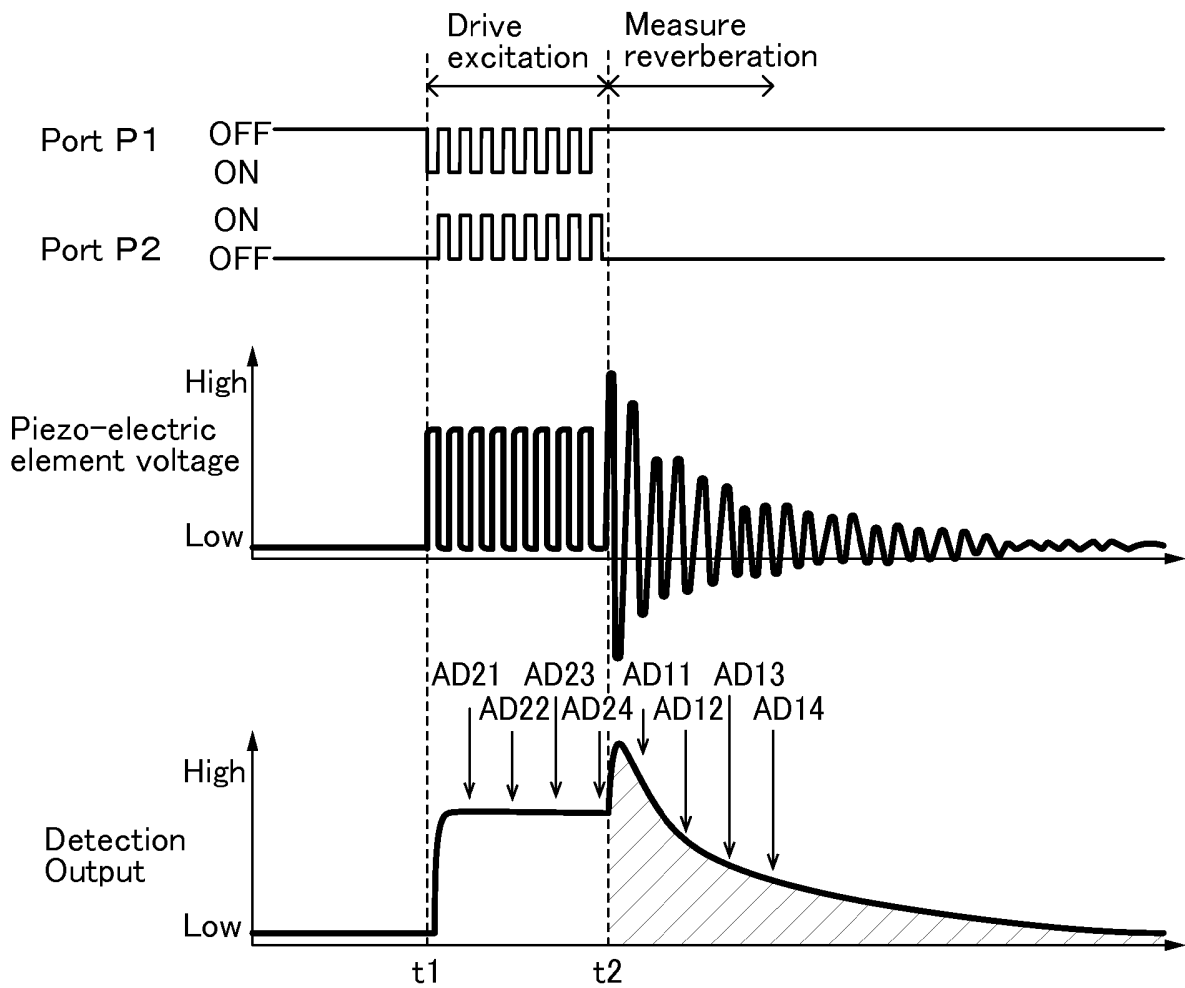 Drive
excitation
Measure
reverberation
Port P1
OFF
ON
Port P2
ON
OFF
High
Piezo-electric
element voltage
Low
AD21
AD23
AD11
AD13
AD22
AD24
AD12
AD14
High
Detection
Output
Low
t1
t2